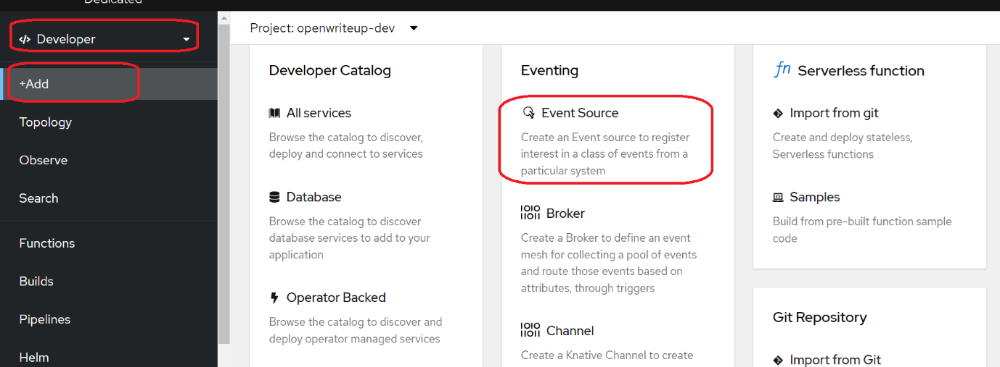 Dedicated
Developer
Project: openwriteup-dev
+Add
Topology
Observe
Search
Functions
Builds
Pipelines
Helm
Developer Catalog
All services
Browse the catalog to discover,
deploy and connect to services
Database
Browse the catalog to discover
database services to add to your
application
Operator Backed
Browse the catalog to discover and
deploy operator managed services
Eventing
Event Source
Create an Event source to register
interest in a class of events from a
particular system
Broker
Create a Broker to define an event
mesh for collecting a pool of events
and route those events based on
attributes, through triggers
Channel
Create a Knative Channel to create
fn Serverless function
Import from git
Create and deploy stateless,
Serverless functions
Samples
Build from pre-built function sample
code
Git Repository
Import from Git